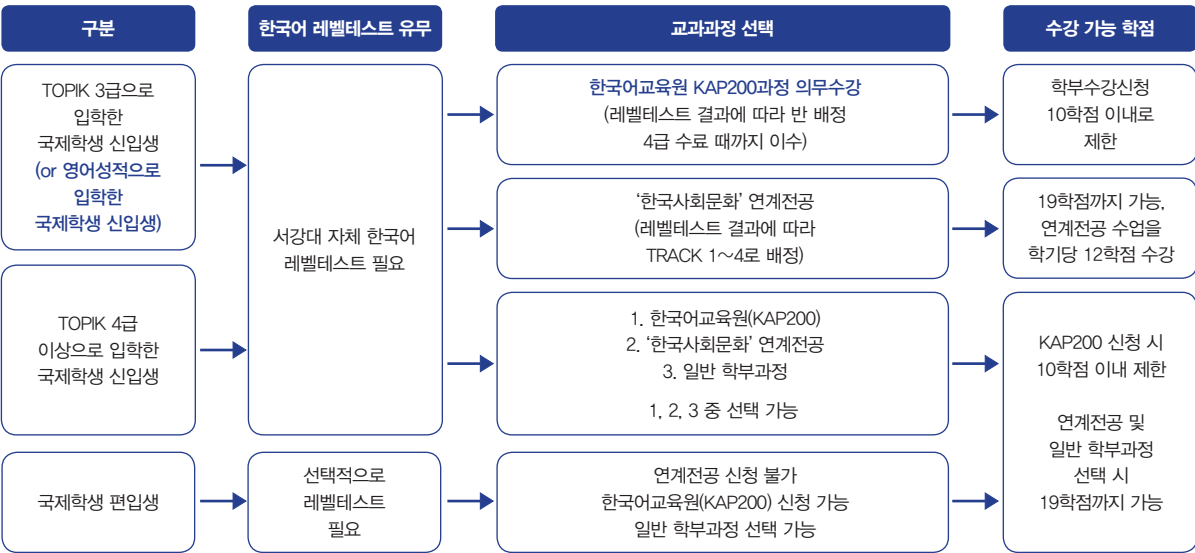 구분
한국어 레벨테스트 유무
교과과정 선택
수강 가능 학점
TOPIK 3급으로
입학한
국제학생 신입생
(or 영어성적으로
입학한
국제학생 신입생)
서강대 자체 한국어
레벨테스트 필요
한국어교육원 KAP200과정 의무수강
(레벨테스트 결과에 따라 반 배정
4급 수료 때까지 이수)
학부수강신청
10학점 이내로
제한
‘한국사회문화’ 연계전공
(레벨테스트 결과에 따라
TRACK 1~4로 배정)
19학점까지 가능,
연계전공 수업을
학기당 12학점 수강
TOPIK 4급
이상으로 입학한
국제학생 신입생
1. 한국어교육원(KAP200)
2. ‘한국사회문화’ 연계전공
3. 일반 학부과정
1, 2, 3 중 선택 가능
KAP200 신청 시
10학점 이내 제한
연계전공 및
일반 학부과정
선택 시
19학점까지 가능
국제학생 편입생
선택적으로
레벨테스트
필요
연계전공 신청 불가
한국어교육원(KAP200) 신청 가능
일반 학부과정 선택 가능